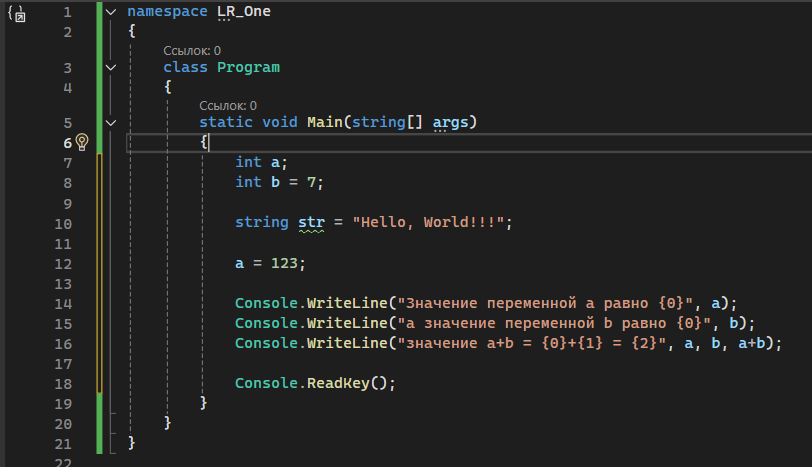 1 namespace LR_One
2 {
Ссылок: 0
3 class Program
4 {
Ссылок: 0
5 static void Main(string[] args)
6 {
7 int a;
8 int b = 7;
9
10 string str = "Hello, World!!!";
11
12 a = 123;
13
14 Console.WriteLine("Значение переменной a равно {0}", a);
15 Console.WriteLine("а значение переменной b равно {0}", b);
16 Console.WriteLine("значение a+b = {0}+{1} = {2}", a, b, a+b);
17
18 Console.ReadKey();
19 }
20 }
21 }
22